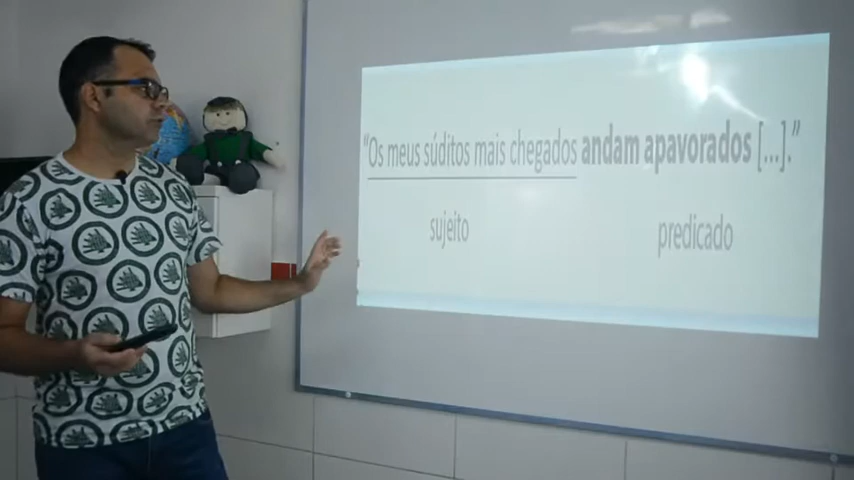 “Os meus súditos mais chegados andam apavorados [...].”
sujeito
predicado